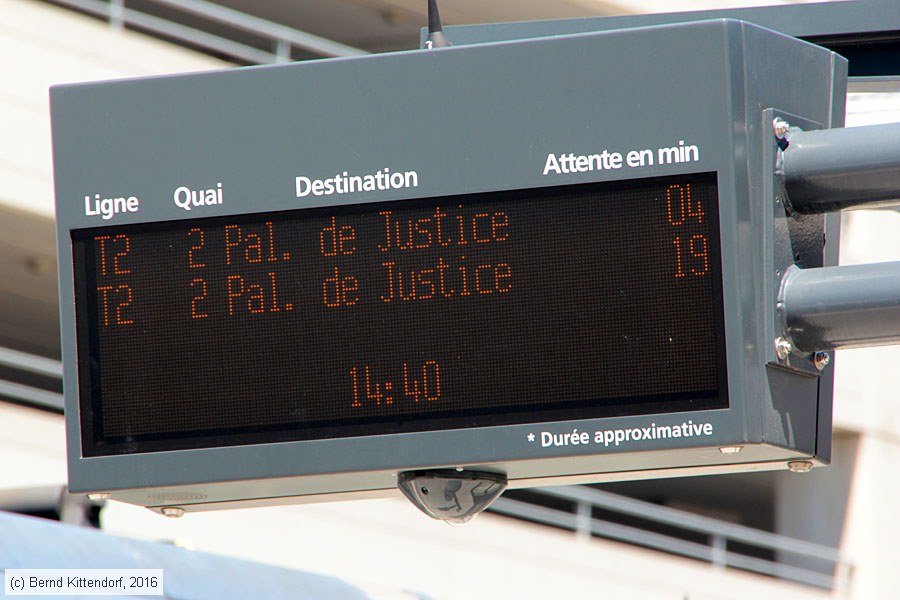 Ligne Quai Destination Attente en min
T2 2 Pal. de Justice 04
T2 2 Pal. de Justice 19
14:40
* Durée approximative
(c) Bernd Kittendorf, 2016